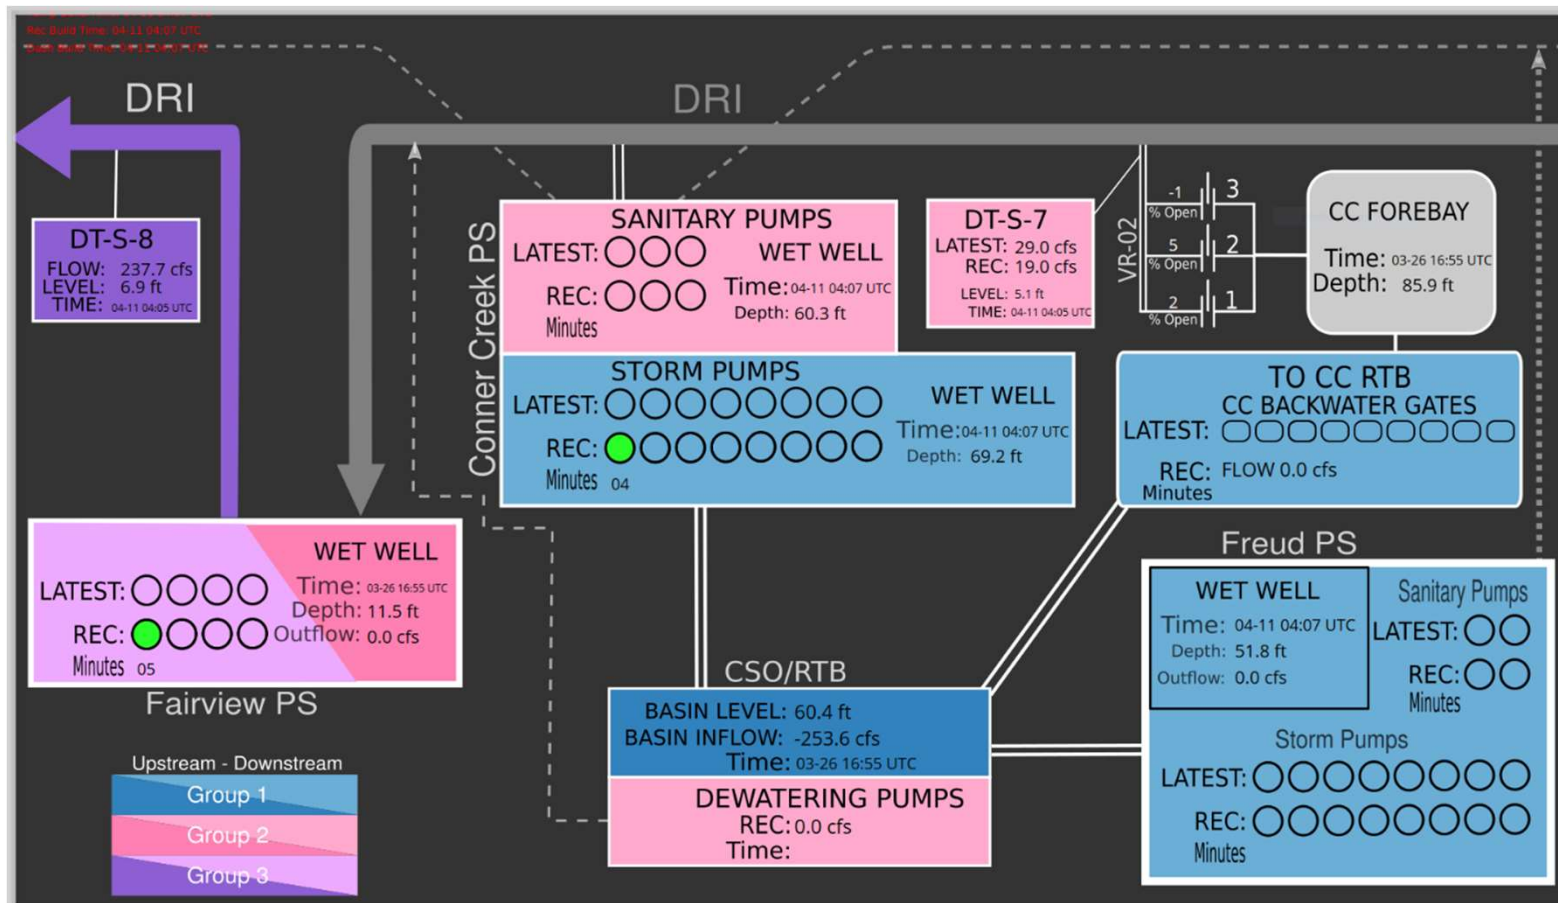 Rec Build Time: 04-11 04:07 UTC
DRI
DRI
DT-S-8
FLOW: 237.7 cfs
LEVEL: 6.9 ft
TIME: 04-11 04:05 UTC
Conner Creek PS
SANITARY PUMPS
LATEST:
REC:
Minutes
WET WELL
Time: 04-11 04:07 UTC
Depth: 60.3 ft
STORM PUMPS
LATEST:
REC:
Minutes 04
WET WELL
Time: 04-11 04:07 UTC
Depth: 69.2 ft
DT-S-7
LATEST: 29.0 cfs
REC: 19.0 cfs
LEVEL: 5.1 ft
TIME: 04-11 04:05 UTC
VR-02
-1 3
% Open
5 2
% Open
2 1
% Open
CC FOREBAY
Time: 03-26 16:55 UTC
Depth: 85.9 ft
TO CC RTB
CC BACKWATER GATES
LATEST:
REC: FLOW 0.0 cfs
Minutes
WET WELL
Time: 03-26 16:55 UTC
Depth: 11.5 ft
Outflow: 0.0 cfs
LATEST:
REC:
Minutes 05
Fairview PS
CSO/RTB
BASIN LEVEL: 60.4 ft
BASIN INFLOW: -253.6 cfs
Time: 03-26 16:55 UTC
DEWATERING PUMPS
REC: 0.0 cfs
Time:
Freud PS
WET WELL
Time: 04-11 04:07 UTC
Depth: 51.8 ft
Outflow: 0.0 cfs
Sanitary Pumps
LATEST:
REC:
Minutes
Storm Pumps
LATEST:
REC:
Minutes
Upstream - Downstream
Group 1
Group 2
Group 3